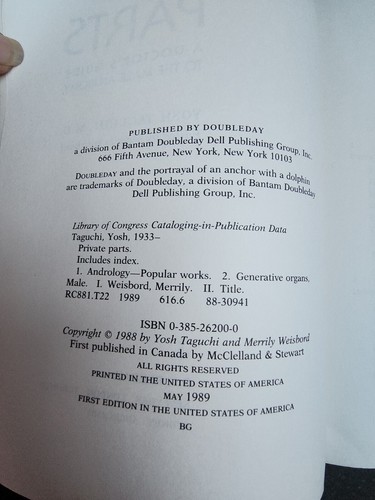 PARTS
PUBLISHED BY DOUBLEDAY
a division of Bantam Doubleday Dell Publishing Group, Inc.
666 Fifth Avenue, New York, New York 10103
DOUBLEDAY and the portrayal of an anchor with a dolphin
are trademarks of Doubleday, a division of Bantam Doubleday
Dell Publishing Group, Inc.
Library of Congress Cataloging-in-Publication Data
Taguchi, Yosh, 1933–
Private parts.
Includes index.
1. Andrology—Popular works. 2. Generative organs,
Male. I. Weisbord, Merrily. II. Title.
RC881.T22 1989 616.6 88-30941
ISBN 0-385-26200-0
Copyright © 1988 by Yosh Taguchi and Merrily Weisbord
First published in Canada by McClelland & Stewart
ALL RIGHTS RESERVED
PRINTED IN THE UNITED STATES OF AMERICA
MAY 1989
FIRST EDITION IN THE UNITED STATES OF AMERICA
BG